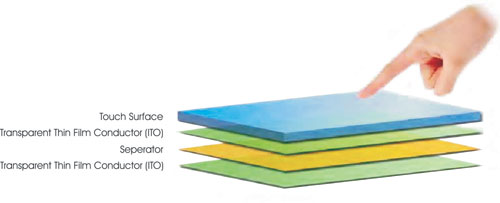 Touch Surface
Transparent Thin Film Conductor (ITO)
Seperator
Transparent Thin Film Conductor (ITO)